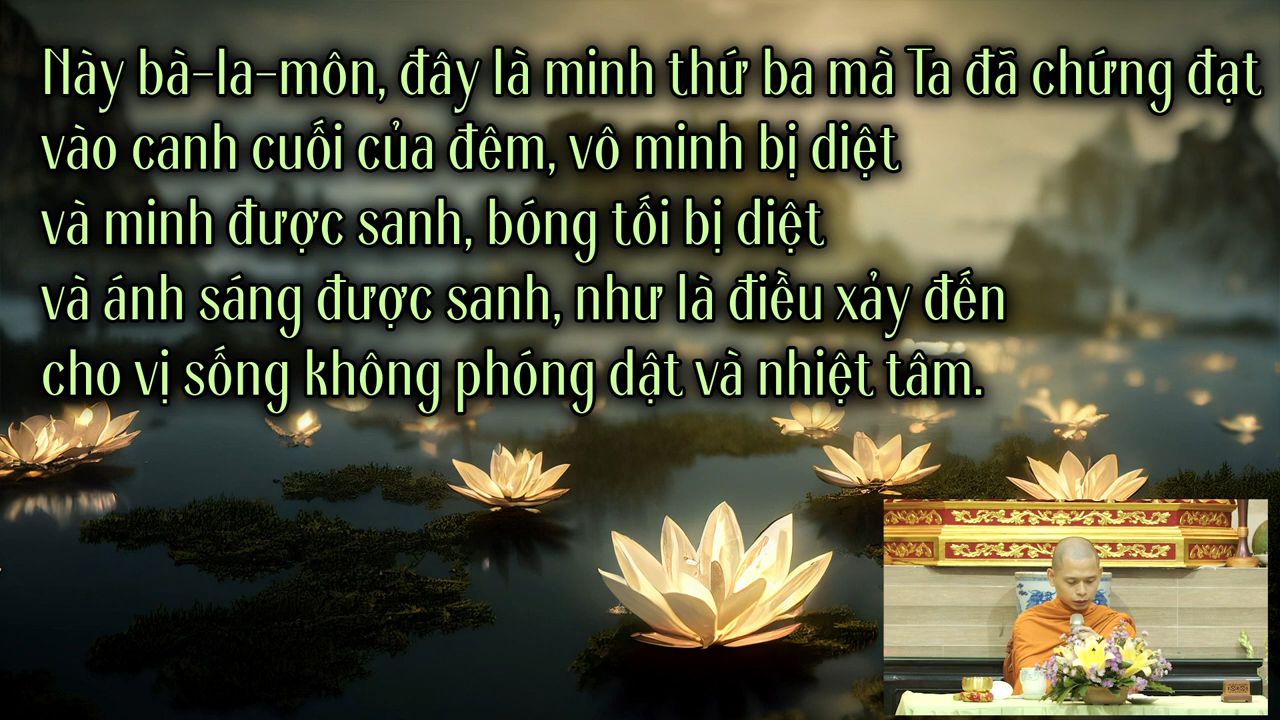 Này bà-la-môn, đây là minh thứ ba mà Ta đã chứng đạt
vào canh cuối của đêm, vô minh bị diệt
và minh được sanh, bóng tối bị diệt
và ánh sáng được sanh, như là điều xảy đến
cho vị sống không phóng dật và nhiệt tâm.